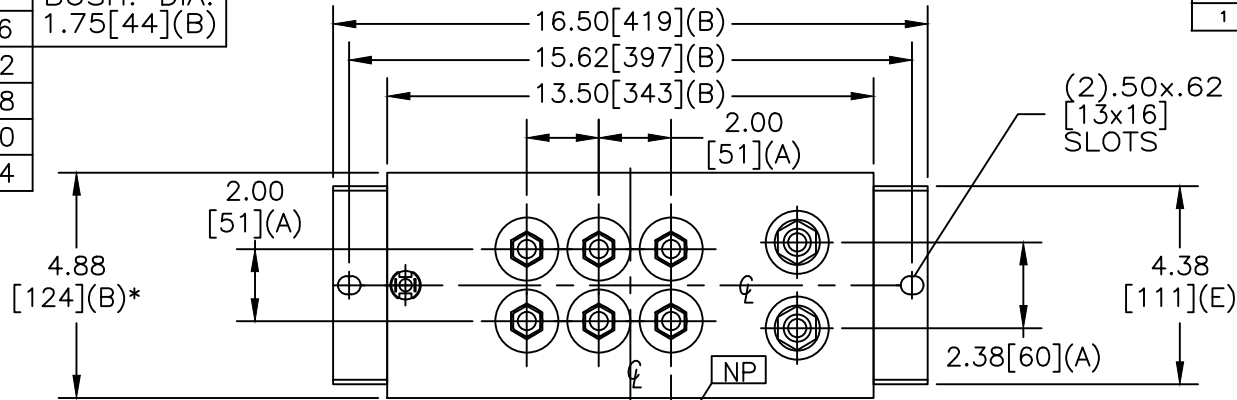 1.75[44](B)
6
2
8
0
4
1
16.50[419](B)
15.62[397](B)
13.50[343](B)
(2).50x.62
[13x16]
SLOTS
2.00
[51](A)
2.00
[51](A)
4.88
[124](B)*
4.38
[111](E)
℄
2.38[60](A)
℄
NP